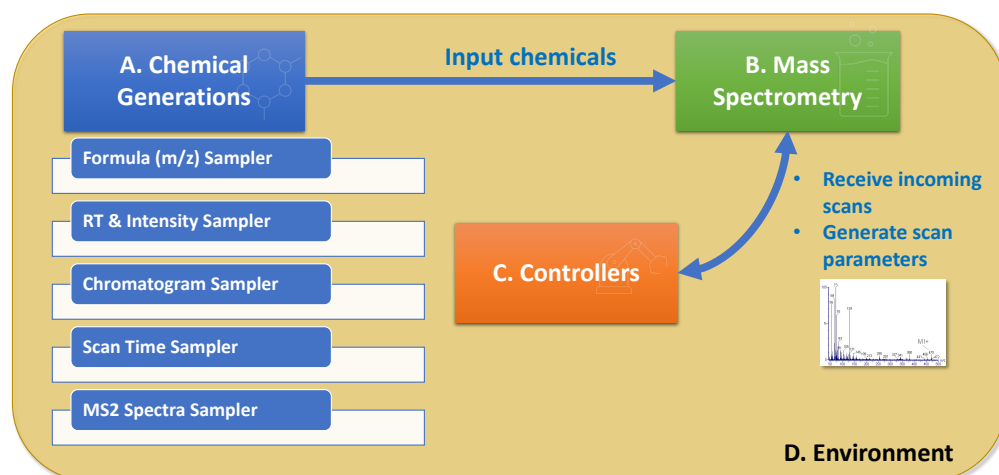 A. Chemical
Generations
Input chemicals
B. Mass
Spectrometry
Formula (m/z) Sampler
RT & Intensity Sampler
Chromatogram Sampler
Scan Time Sampler
MS2 Spectra Sampler
C. Controllers
• Receive incoming
scans
• Generate scan
parameters
MI+
D. Environment